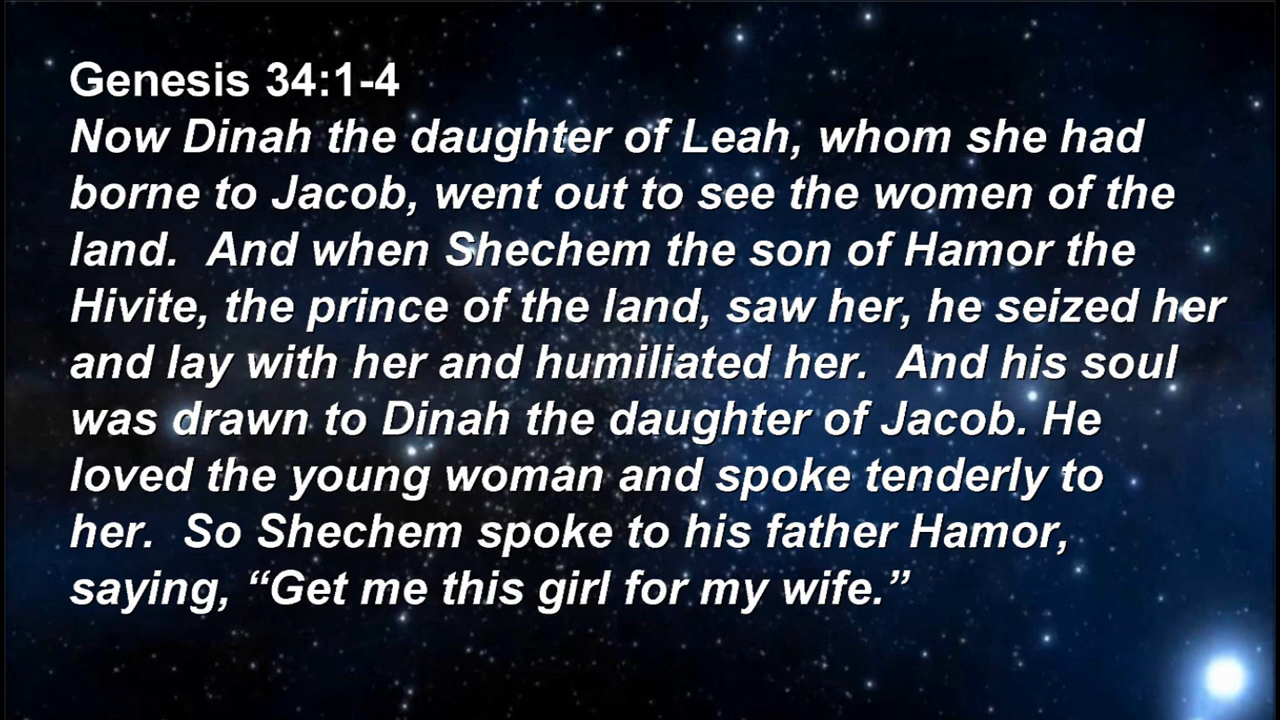 Genesis 34:1-4
Now Dinah the daughter of Leah, whom she had
borne to Jacob, went out to see the women of the
land.  And when Shechem the son of Hamor the
Hivite, the prince of the land, saw her, he seized her
and lay with her and humiliated her.  And his soul
was drawn to Dinah the daughter of Jacob. He
loved the young woman and spoke tenderly to
her.  So Shechem spoke to his father Hamor,
saying, “Get me this girl for my wife.”